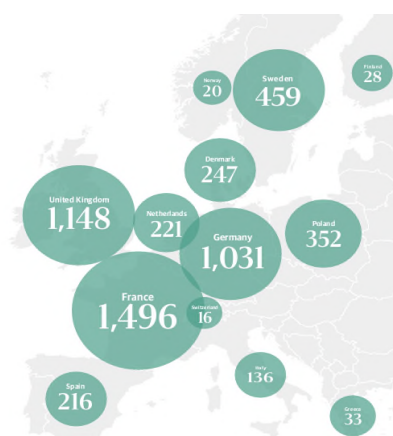 Norway
20
Sweden
459
Finland
28
Denmark
247
United Kingdom
1,148
Netherlands
221
Germany
1,031
Poland
352
France
1,496
Switzerland
16
Spain
216
Italy
136
Greece
33